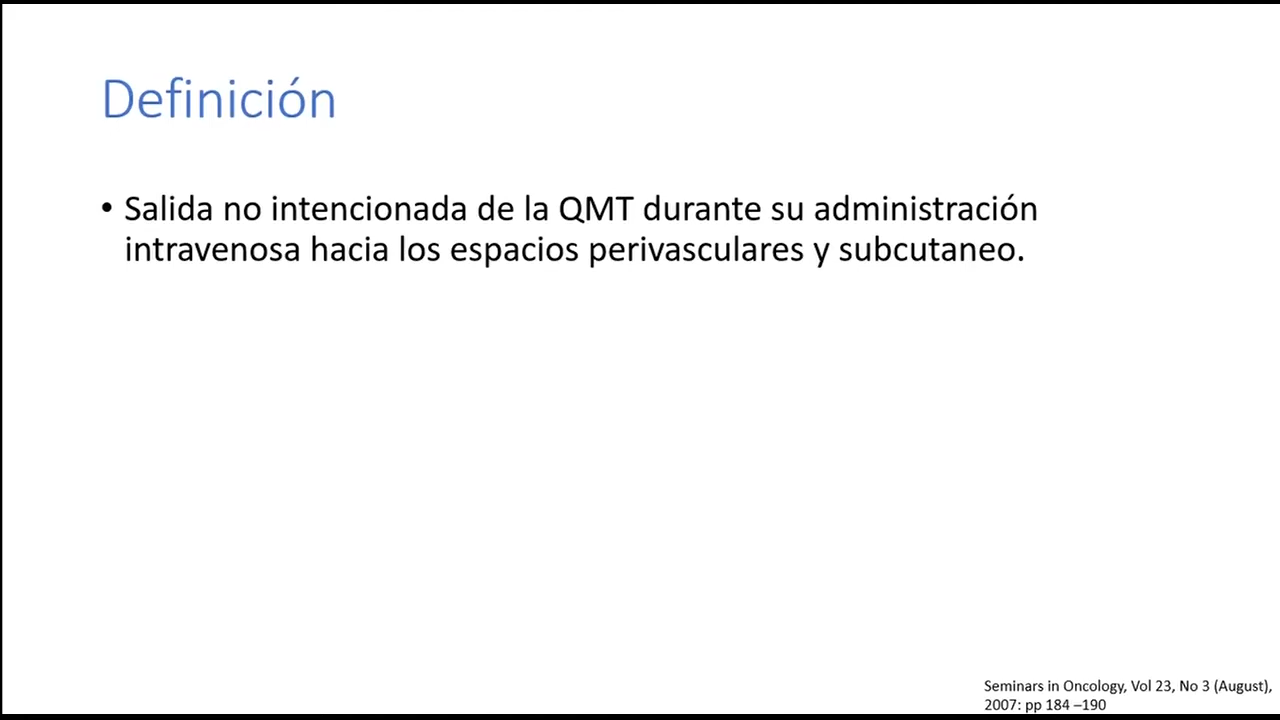 Definición
• Salida no intencionada de la QMT durante su administración
intravenosa hacia los espacios perivasculares y subcutaneo.
Seminars in Oncology, Vol 23, No 3 (August),
2007: pp 184 –190